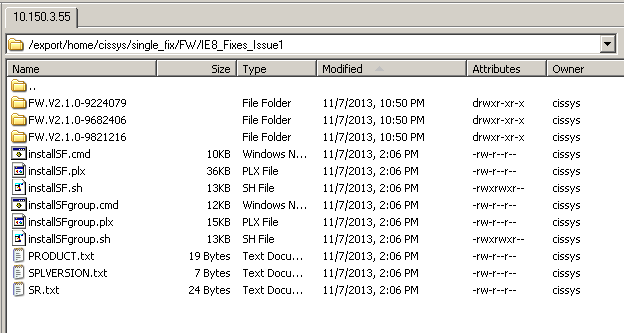 10.150.3.55
/export/home/cissys/single_fix/FW/IE8_Fixes_Issue1
Name Size Type Modified Attributes Owner
..
FW.V2.1.0-9224079 File Folder 11/7/2013, 10:50 PM drwxr-xr-x cissys
FW.V2.1.0-9682406 File Folder 11/7/2013, 10:50 PM drwxr-xr-x cissys
FW.V2.1.0-9821216 File Folder 11/7/2013, 10:50 PM drwxr-xr-x cissys
installSF.cmd 10KB Windows N... 11/7/2013, 2:06 PM -rw-r--r-- cissys
installSF.plx 36KB PLX File 11/7/2013, 2:06 PM -rw-r--r-- cissys
installSF.sh 13KB SH File 11/7/2013, 2:06 PM -rwxrwxr-- cissys
installSFgroup.cmd 12KB Windows N... 11/7/2013, 2:06 PM -rw-r--r-- cissys
installSFgroup.plx 15KB PLX File 11/7/2013, 2:06 PM -rw-r--r-- cissys
installSFgroup.sh 13KB SH File 11/7/2013, 2:06 PM -rwxrwxr-- cissys
PRODUCT.txt 19 Bytes Text Docu... 11/7/2013, 2:06 PM -rw-r--r-- cissys
SPLVERSION.txt 7 Bytes Text Docu... 11/7/2013, 2:06 PM -rw-r--r-- cissys
SR.txt 24 Bytes Text Docu... 11/7/2013, 2:06 PM -rw-r--r-- cissys